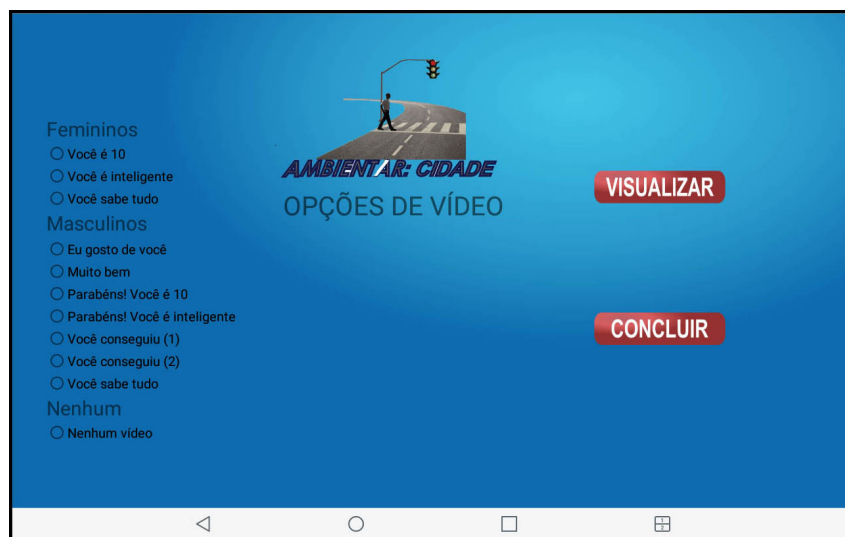 Femininos
Você é 10
Você é inteligente
Você sabe tudo
Masculinos
Eu gosto de você
Muito bem
Parabéns! Você é 10
Parabéns! Você é inteligente
Você conseguiu (1)
Você conseguiu (2)
Você sabe tudo
Nenhum
Nenhum vídeo
AMBIENTAR: CIDADE
OPÇÕES DE VÍDEO
VISUALIZAR
CONCLUIR
1
2